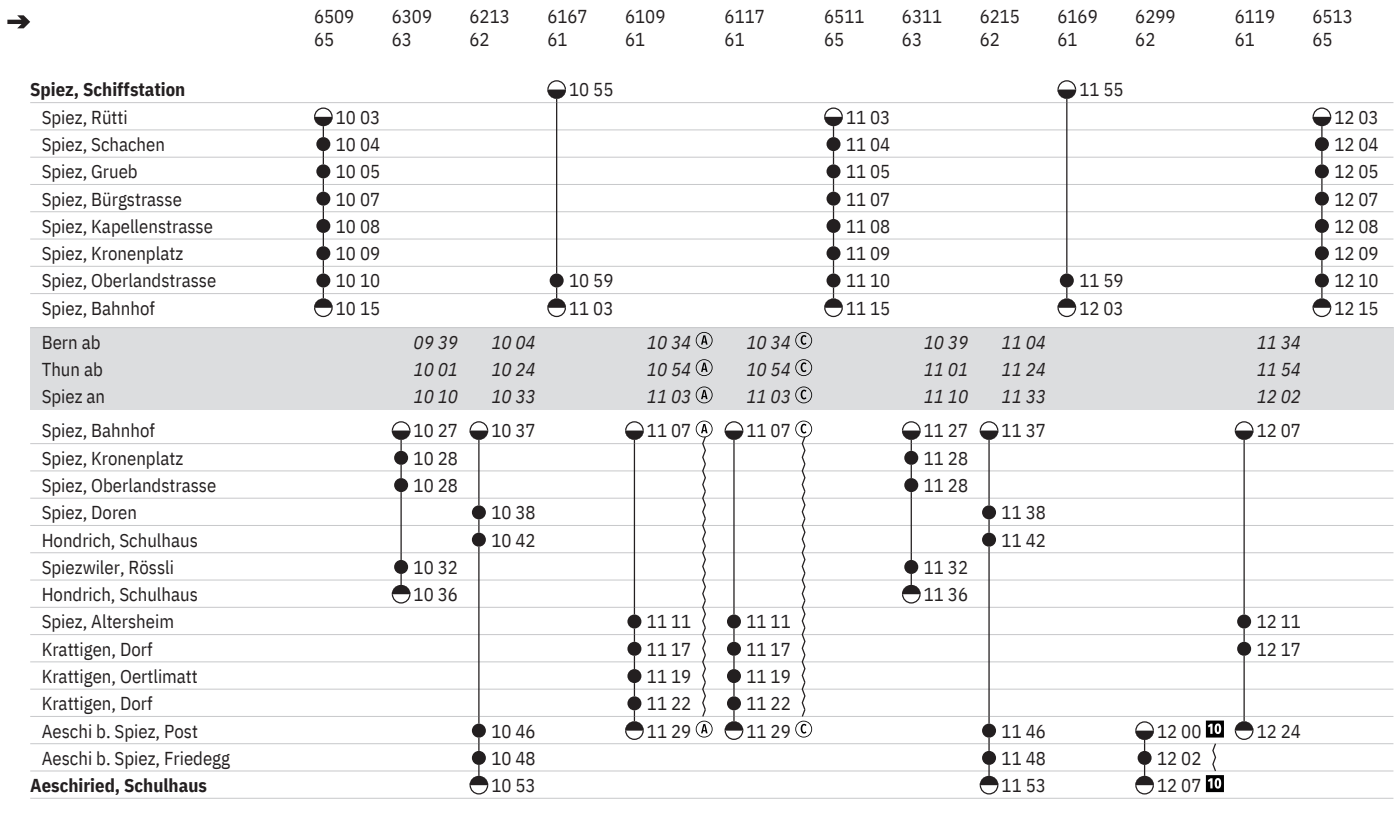 ➔ 6509 6309 6213 6167 6109 6117 6511 6311 6215 6169 6299 6119 6513
65 63 62 61 61 61 65 63 62 61 62 61 65
Spiez, Schiffstation 10 55 11 55
Spiez, Rütti 10 03 11 03 12 03
Spiez, Schachen 10 04 11 04 12 04
Spiez, Grueb 10 05 11 05 12 05
Spiez, Bürgstrasse 10 07 11 07 12 07
Spiez, Kapellenstrasse 10 08 11 08 12 08
Spiez, Kronenplatz 10 09 11 09 12 09
Spiez, Oberlandstrasse 10 10 10 59 11 10 11 59 12 10
Spiez, Bahnhof 10 15 11 03 11 15 12 03 12 15
Bern ab 09 39 10 04 10 34 Ⓐ 10 34 Ⓒ 10 39 11 04 11 34
Thun ab 10 01 10 24 10 54 Ⓐ 10 54 Ⓒ 11 01 11 24 11 54
Spiez an 10 10 10 33 11 03 Ⓐ 11 03 Ⓒ 11 10 11 33 12 02
Spiez, Bahnhof 10 27 10 37 11 07 Ⓐ 11 07 Ⓒ 11 27 11 37 12 07
Spiez, Kronenplatz 10 28 11 28
Spiez, Oberlandstrasse 10 28 11 28
Spiez, Doren 10 38 11 38
Hondrich, Schulhaus 10 42 11 42
Spiezwiler, Rössli 10 32 11 32
Hondrich, Schulhaus 10 36 11 36
Spiez, Altersheim 11 11 11 11 12 11
Krattigen, Dorf 11 17 11 17 12 17
Krattigen, Oertlimatt 11 19 11 19
Krattigen, Dorf 11 22 11 22
Aeschi b. Spiez, Post 10 46 11 29 Ⓐ 11 29 Ⓒ 11 46 12 00 10 12 24
Aeschi b. Spiez, Friedegg 10 48 11 48 12 02
Aeschiried, Schulhaus 10 53 11 53 12 07 10